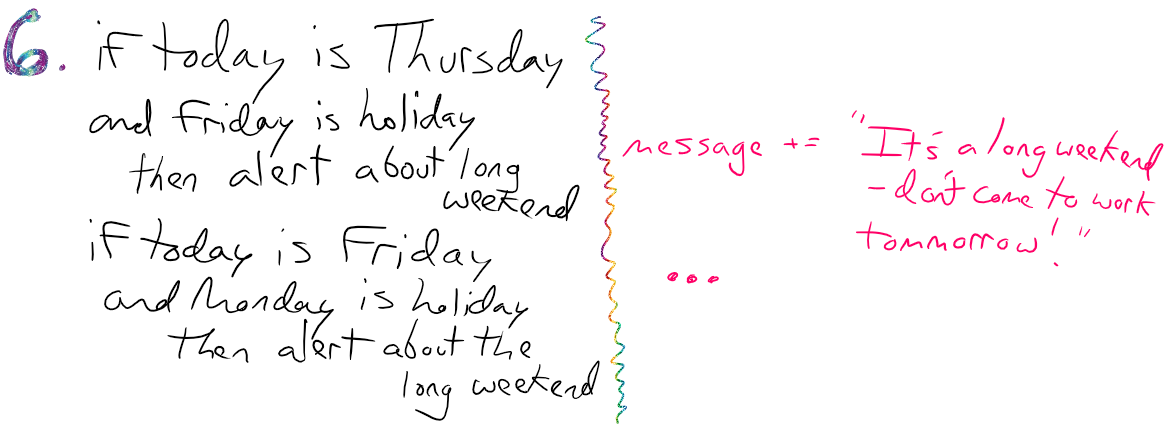 6. if today is Thursday
and Friday is holiday
then alert about long
weekend
if today is Friday
and Monday is holiday
then alert about the
long weekend
message += "It's a long weekend
- don't come to work
tommorrow!"
...